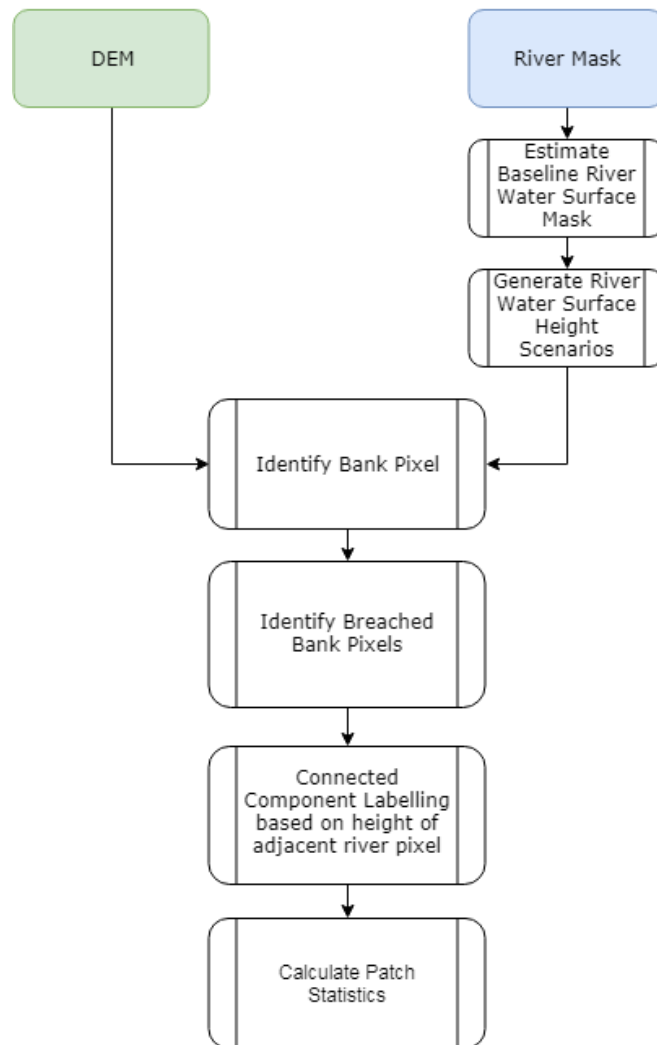 DEM
River Mask
Estimate
Baseline River
Water Surface
Mask
Generate River
Water Surface
Height
Scenarios
Identify Bank Pixel
Identify Breached
Bank Pixels
Connected
Component Labelling
based on height of
adjacent river pixel
Calculate Patch
Statistics